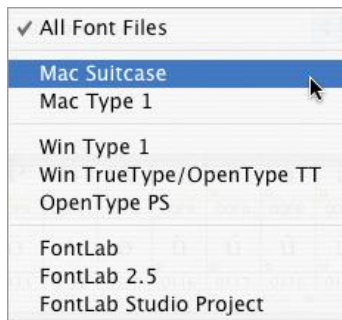 ✓ All Font Files
Mac Suitcase
Mac Type 1
Win Type 1
Win TrueType/OpenType TT
OpenType PS
FontLab
FontLab 2.5
FontLab Studio Project